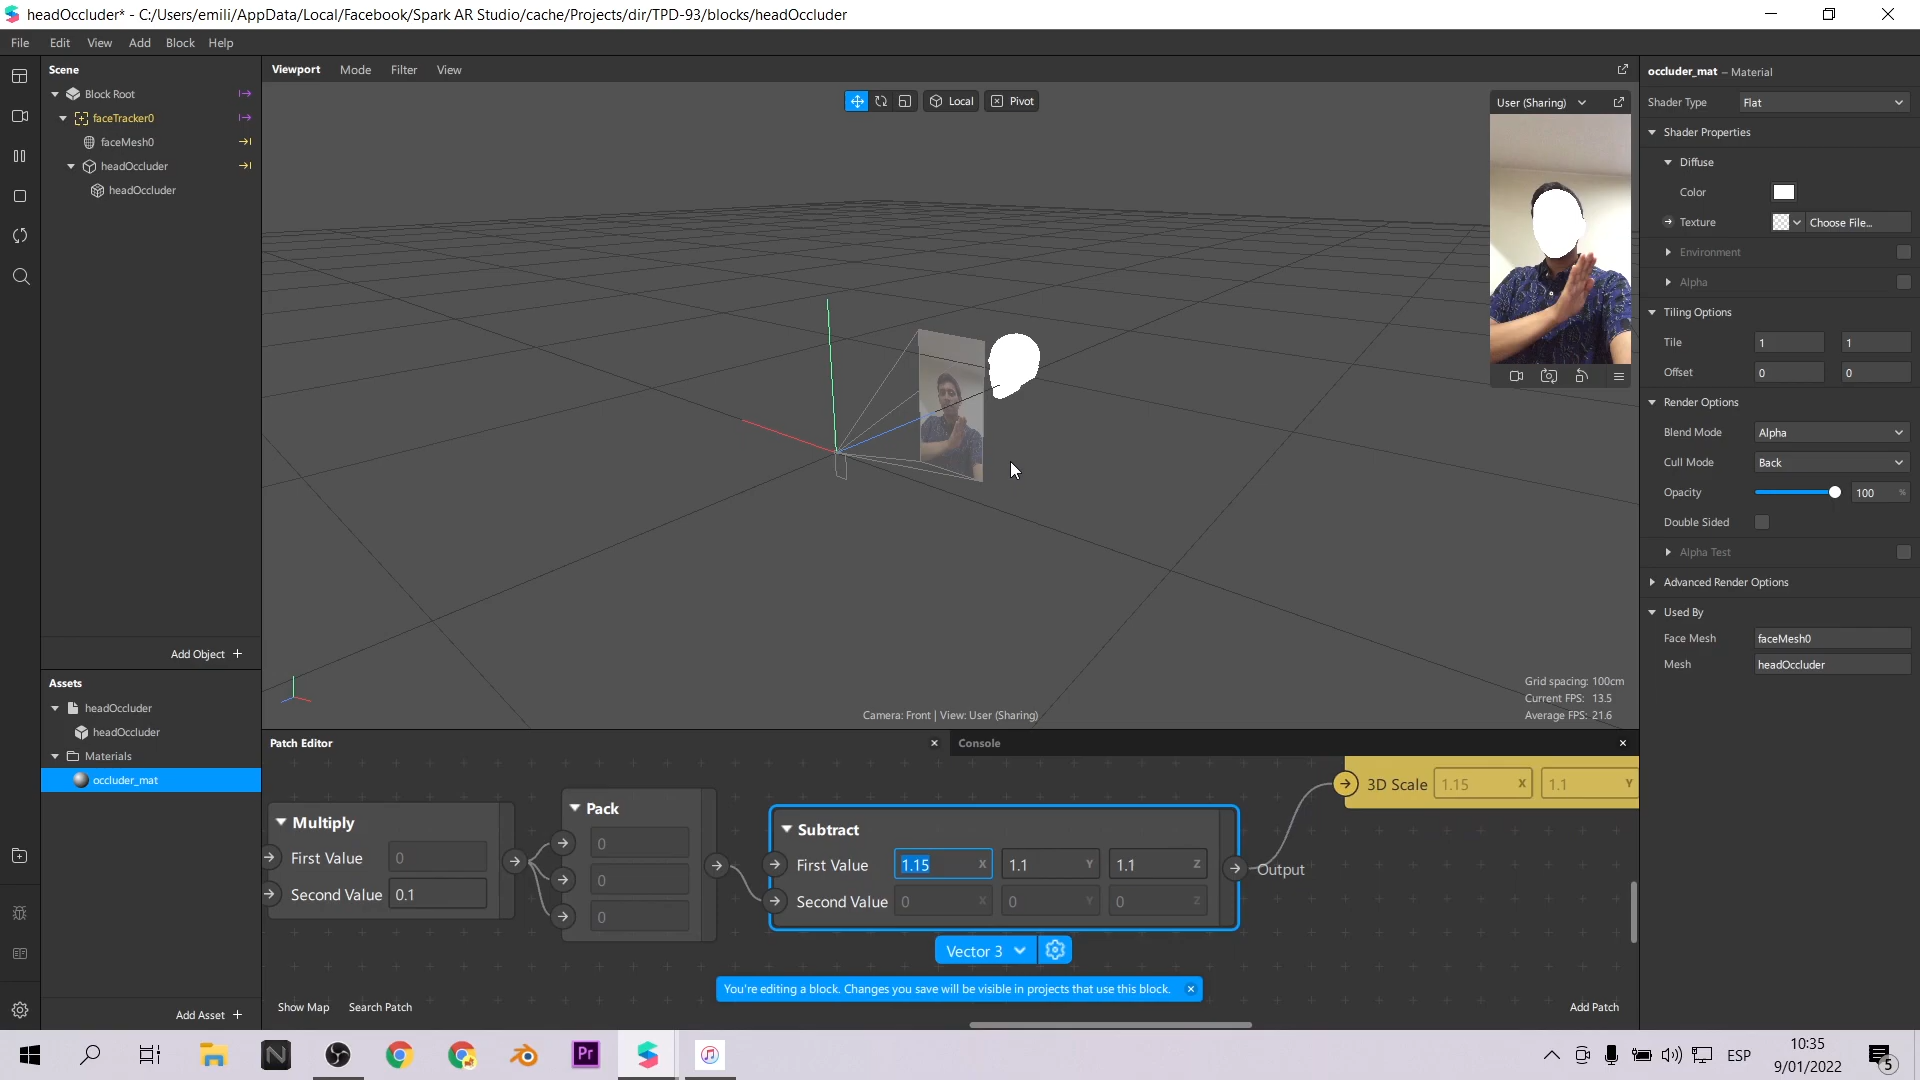 headOccluder* - C:/Users/emili/AppData/Local/Facebook/Spark AR Studio/cache/Projects/dir/TPD-93/blocks/headOccluder
File Edit View Add Block Help
Scene
Block Root
faceTracker0
faceMesh0
headOccluder
headOccluder
Add Object +
Assets
headOccluder
headOccluder
Materials
occluder_mat
Add Asset +
Viewport Mode Filter View
Local Pivot
User (Sharing)
Grid spacing: 100cm
Current FPS: 13.5
Average FPS: 21.6
Camera: Front | View: User (Sharing)
Patch Editor
Console
Multiply
First Value 0
Second Value 0.1
Pack
0
0
0
Subtract
First Value 1.15 X 1.1 Y 1.1 Z
Second Value 0 X 0 Y 0 Z
Vector 3
Output
3D Scale 1.15 X 1.1 Y
You're editing a block. Changes you save will be visible in projects that use this block.
Show Map Search Patch
Add Patch
occluder_mat – Material
Shader Type Flat
Shader Properties
Diffuse
Color
Texture Choose File...
Environment
Alpha
Tiling Options
Tile 1 1
Offset 0 0
Render Options
Blend Mode Alpha
Cull Mode Back
Opacity 100 %
Double Sided
Alpha Test
Advanced Render Options
Used By
Face Mesh faceMesh0
Mesh headOccluder
N
Pr
ESP
10:35
9/01/2022
5